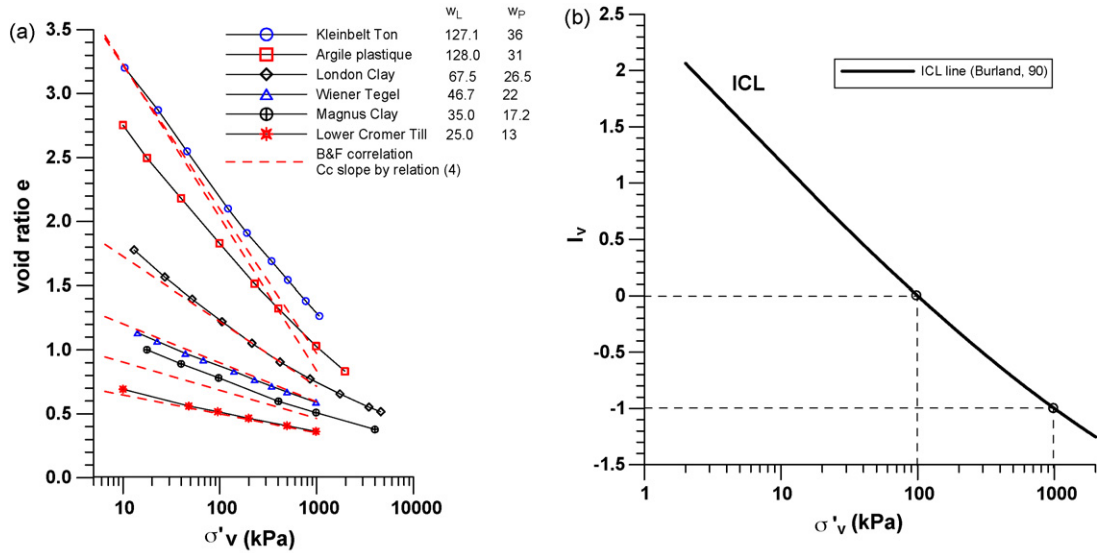 (a)
w_L w_P
Kleinbelt Ton 127.1 36
Argile plastique 128.0 31
London Clay 67.5 26.5
Wiener Tegel 46.7 22
Magnus Clay 35.0 17.2
Lower Cromer Till 25.0 13
B&F correlation
Cc slope by relation (4)
3.5
3.0
2.5
2.0
1.5
1.0
0.5
0.0
void ratio e
10 100 1000 10000
σ'v (kPa)
(b)
2.5
2
1.5
1
0.5
0
-0.5
-1
-1.5
Iv
ICL
ICL line (Burland, 90)
1 10 100 1000
σ'v (kPa)